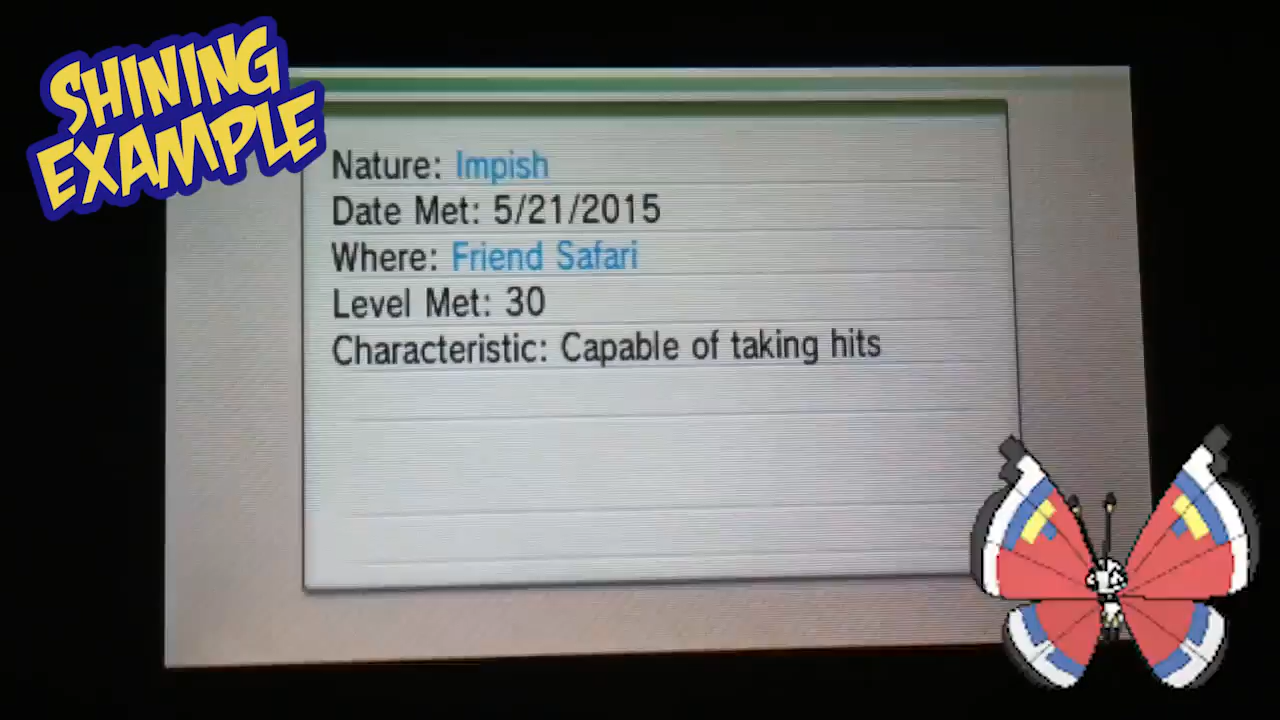 SHINING
EXAMPLE
Nature: Impish
Date Met: 5/21/2015
Where: Friend Safari
Level Met: 30
Characteristic: Capable of taking hits